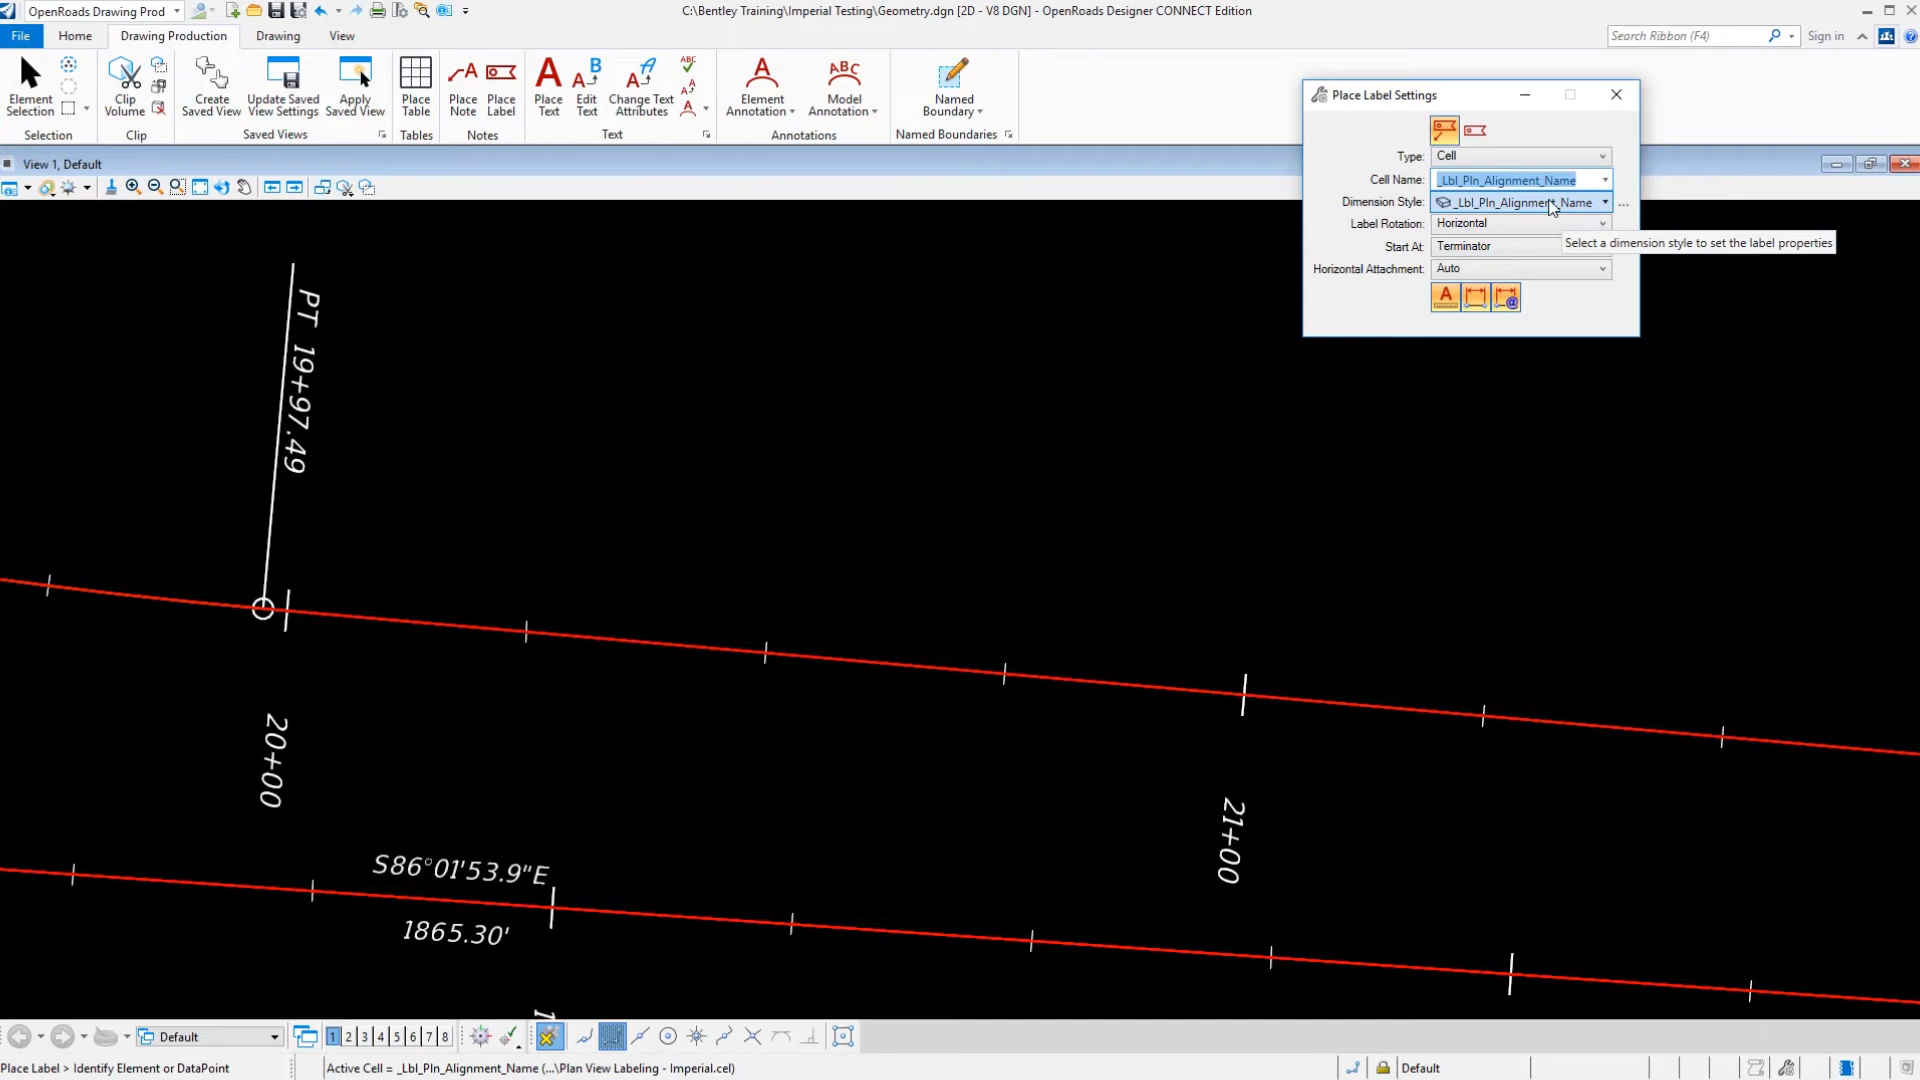 OpenRoads Drawing Prod
C:\Bentley Training\Imperial Testing\Geometry.dgn [2D - V8 DGN] - OpenRoads Designer CONNECT Edition
File Home Drawing Production Drawing View
Search Ribbon (F4) Sign in
Element Selection
Clip Volume
Create Saved View
Update Saved View Settings
Apply Saved View
Place Table
Place Note
Place Label
Place Text
Edit Text
Change Text Attributes
Element Annotation
Model Annotation
Named Boundary
Selection Clip Saved Views Tables Notes Text Annotations Named Boundaries
View 1, Default
Place Label Settings
Type: Cell
Cell Name: _Lbl_Pln_Alignment_Name
Dimension Style: _Lbl_Pln_Alignment_Name ...
Label Rotation: Horizontal
Start At: Terminator
Select a dimension style to set the label properties
Horizontal Attachment: Auto
PT 19+97.49
20+00
21+00
S86°01'53.9"E
1865.30'
1
Default
1 2 3 4 5 6 7 8
Place Label > Identify Element or DataPoint
Active Cell = _Lbl_Pln_Alignment_Name (...\Plan View Labeling - Imperial.cel)
Default